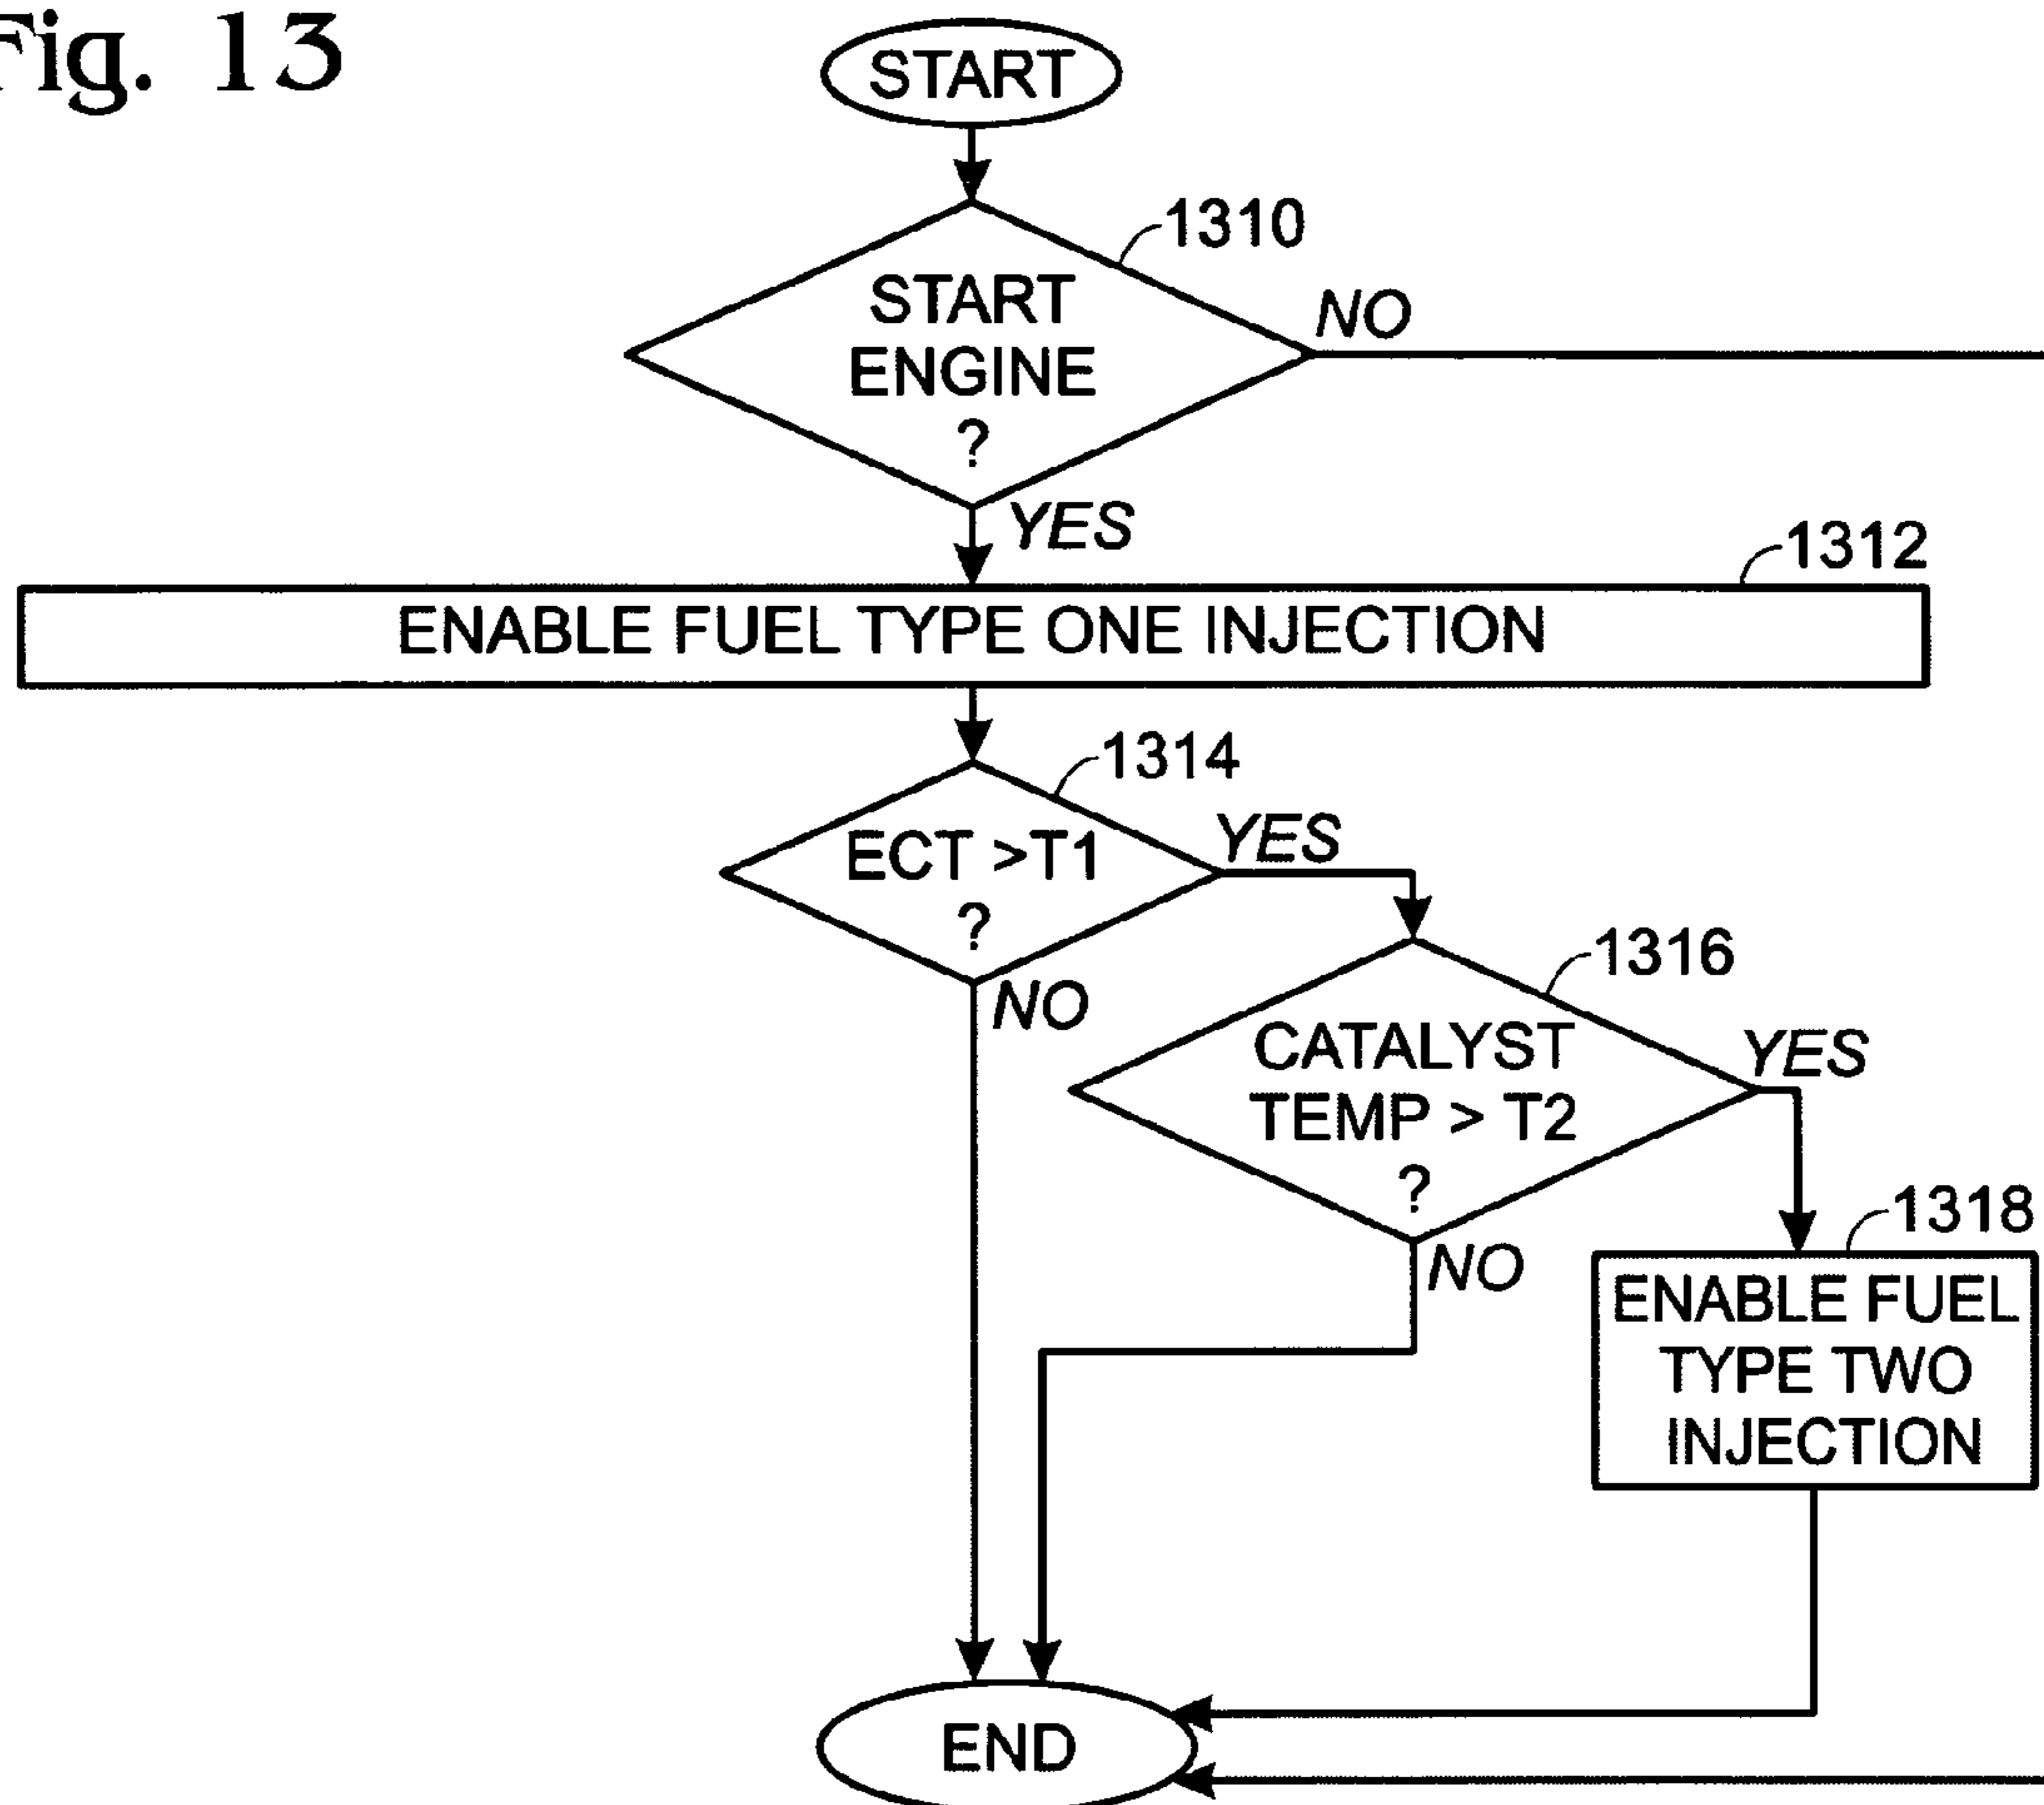 Fig. 13
START
1310
START
ENGINE
?
NO
YES
1312
ENABLE FUEL TYPE ONE INJECTION
1314
ECT >T1
?
YES
NO
1316
CATALYST
TEMP > T2
?
YES
NO
1318
ENABLE FUEL
TYPE TWO
INJECTION
END